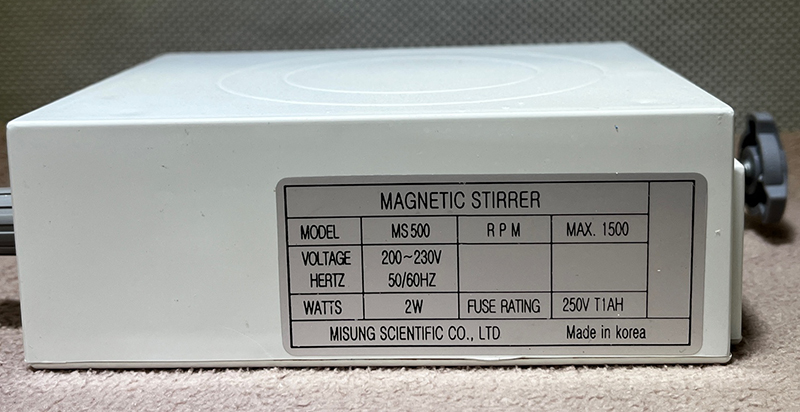 MAGNETIC STIRRER
MODEL MS500 RPM MAX. 1500
VOLTAGE 200~230V
HERTZ 50/60HZ
WATTS 2W FUSE RATING 250V T1AH
MISUNG SCIENTIFIC CO., LTD Made in korea